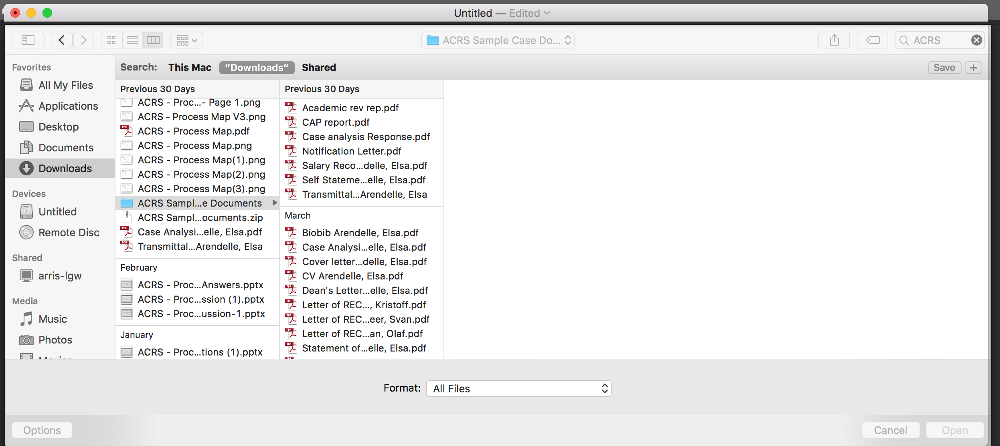 Untitled — Edited
ACRS Sample Case Do...
ACRS
Favorites
All My Files
Applications
Desktop
Documents
Downloads
Devices
Untitled
Remote Disc
Shared
arris-lgw
Media
Music
Photos
Search: This Mac “Downloads” Shared
Save +
Previous 30 Days
ACRS - Proc...- Page 1.png
ACRS - Process Map V3.png
ACRS - Process Map.pdf
ACRS - Process Map.png
ACRS - Process Map(1).png
ACRS - Process Map(2).png
ACRS - Process Map(3).png
ACRS Sampl...e Documents
ACRS Sampl...ocuments.zip
Case Analysi...elle, Elsa.pdf
Transmittal...Arendelle, Elsa
February
ACRS - Proc...Answers.pptx
ACRS - Proc...ssion (1).pptx
ACRS - Proc...ussion-1.pptx
January
ACRS - Proc...tions (1).pptx
Previous 30 Days
Academic rev rep.pdf
CAP report.pdf
Case analysis Response.pdf
Notification Letter.pdf
Salary Reco...delle, Elsa.pdf
Self Stateme...elle, Elsa.pdf
Transmittal...Arendelle, Elsa
March
Biobib Arendelle, Elsa.pdf
Case Analysi...elle, Elsa.pdf
Cover letter...delle, Elsa.pdf
CV Arendelle, Elsa.pdf
Dean's Letter...elle, Elsa.pdf
Letter of REC..., Kristoff.pdf
Letter of REC...eer, Svan.pdf
Letter of REC...an, Olaf.pdf
Statement of...elle, Elsa.pdf
Format: All Files
Options
Cancel
Open